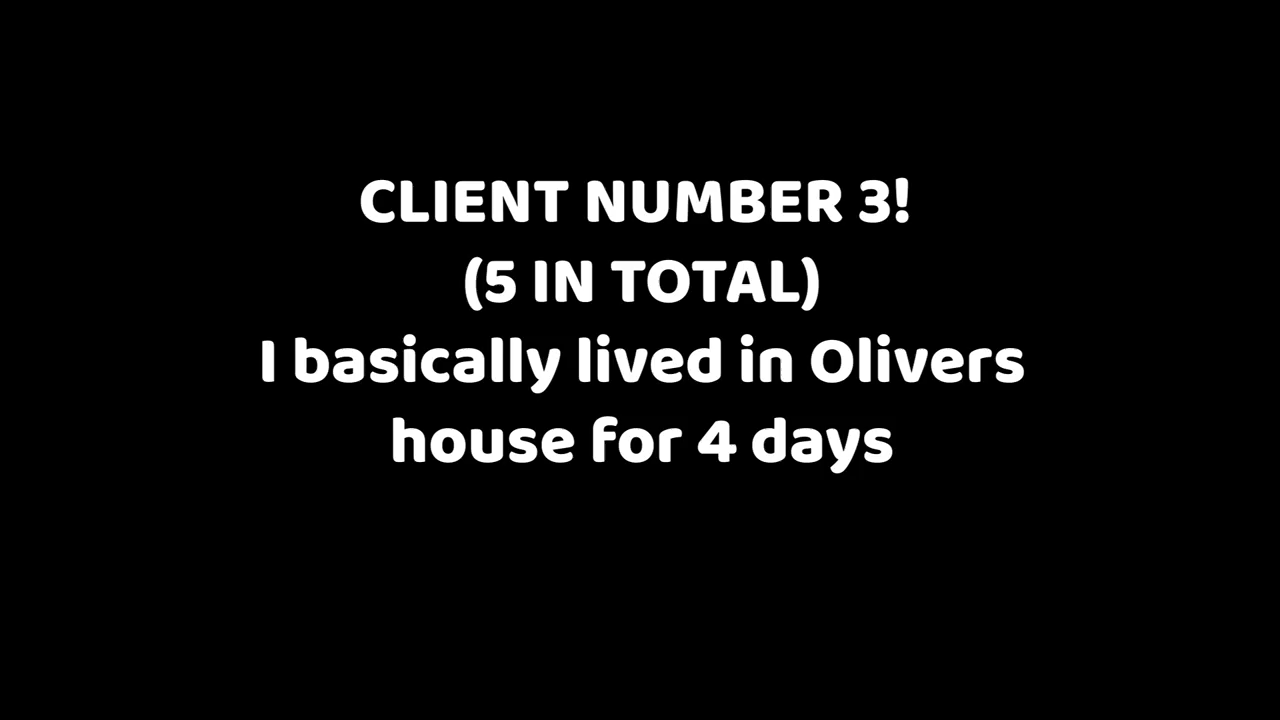 CLIENT NUMBER 3!
(5 IN TOTAL)
I basically lived in Olivers
house for 4 days